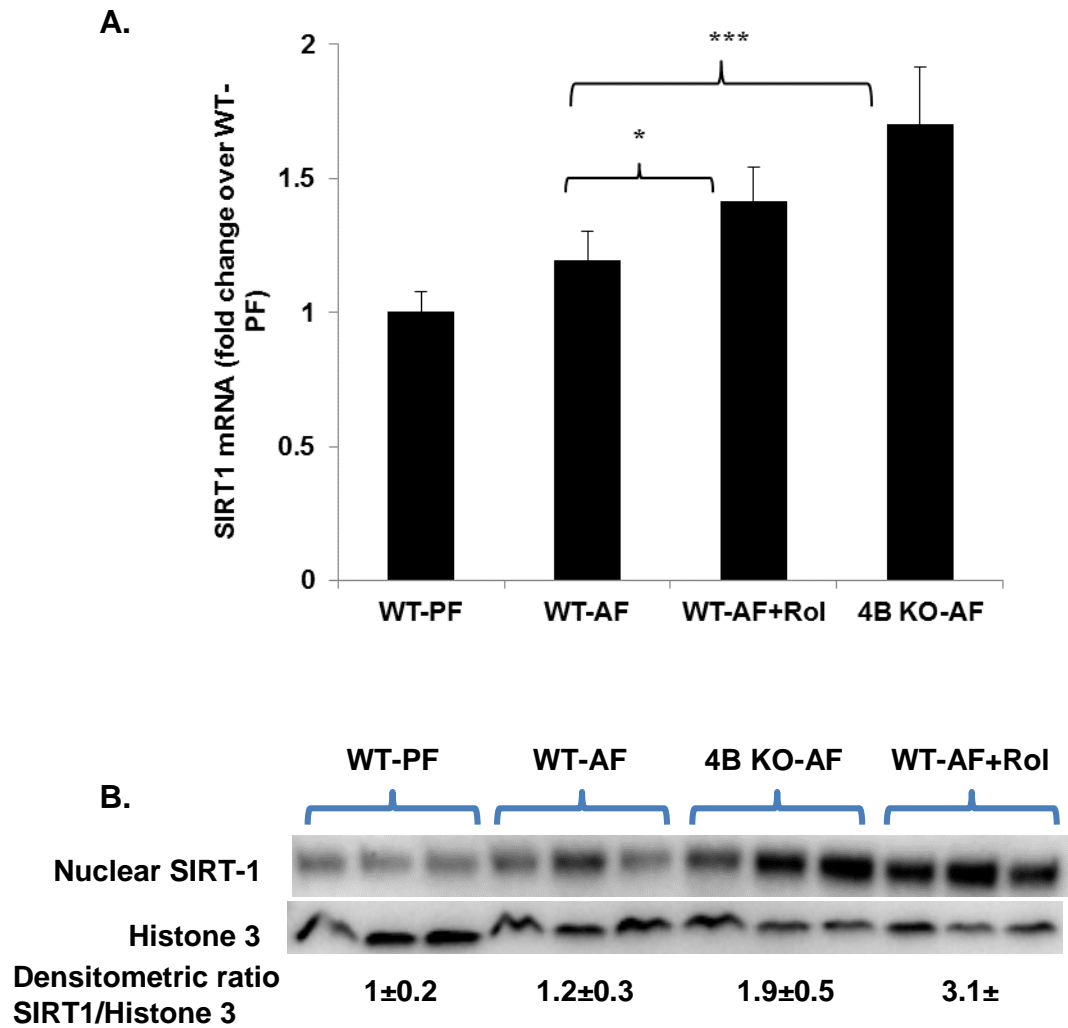 A.
SIRT1 mRNA (fold change over WT-
PF)
2
1.5
1
0.5
0
***
*
WT-PF WT-AF WT-AF+Rol 4B KO-AF
B.
WT-PF WT-AF 4B KO-AF WT-AF+Rol
Nuclear SIRT-1
Histone 3
Densitometric ratio
SIRT1/Histone 3
1±0.2 1.2±0.3 1.9±0.5 3.1±